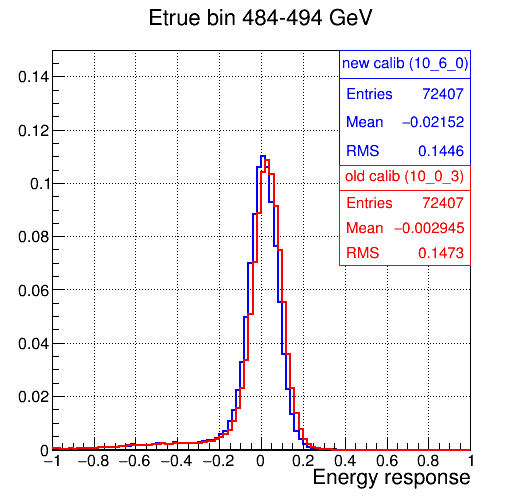 Etrue bin 484-494 GeV
new calib (10_6_0)
Entries 72407
Mean −0.02152
RMS 0.1446
old calib (10_0_3)
Entries 72407
Mean −0.002945
RMS 0.1473
0.14
0.12
0.1
0.08
0.06
0.04
0.02
0
−1 −0.8 −0.6 −0.4 −0.2 0 0.2 0.4 0.6 0.8 1
Energy response